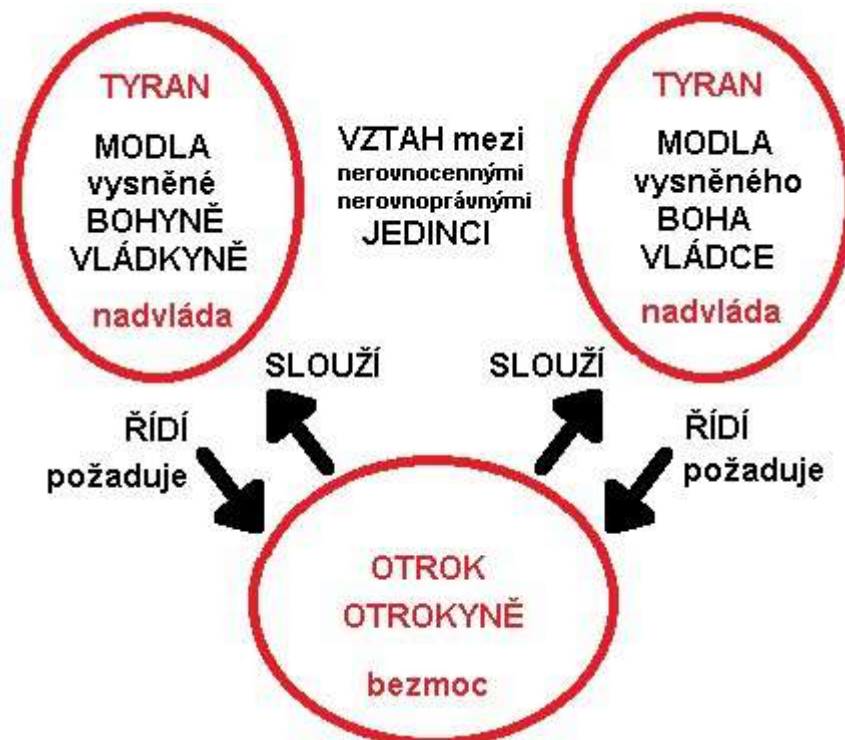 TYRAN
MODLA
vysněné
BOHYNĚ
VLÁDKYNĚ
nadvláda
VZTAH mezi
nerovnocennými
nerovnoprávnými
JEDINCI
TYRAN
MODLA
vysněného
BOHA
VLÁDCE
nadvláda
SLOUŽÍ
SLOUŽÍ
ŘÍDÍ
požaduje
ŘÍDÍ
požaduje
OTROK
OTROKYNĚ
bezmoc